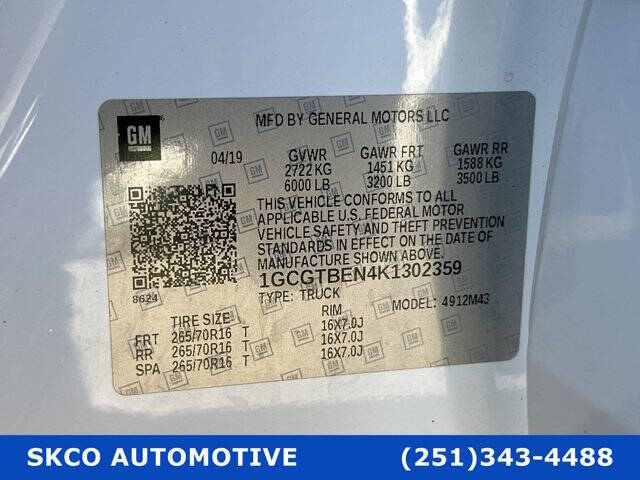 GM
MFD BY GENERAL MOTORS LLC
04/19 GVWR GAWR FRT GAWR RR
2722 KG 1451 KG 1588 KG
6000 LB 3200 LB 3500 LB
THIS VEHICLE CONFORMS TO ALL
APPLICABLE U.S. FEDERAL MOTOR
VEHICLE SAFETY AND THEFT PREVENTION
STANDARDS IN EFFECT ON THE DATE OF
MANUFACTURE SHOWN ABOVE.
1GCGTBEN4K1302359
8624 TYPE: TRUCK MODEL: 4912M43
TIRE SIZE RIM
FRT 265/70R16 T 16X7.0J
RR 265/70R16 T 16X7.0J
SPA 265/70R16 T 16X7.0J
SKCO AUTOMOTIVE (251)343-4488